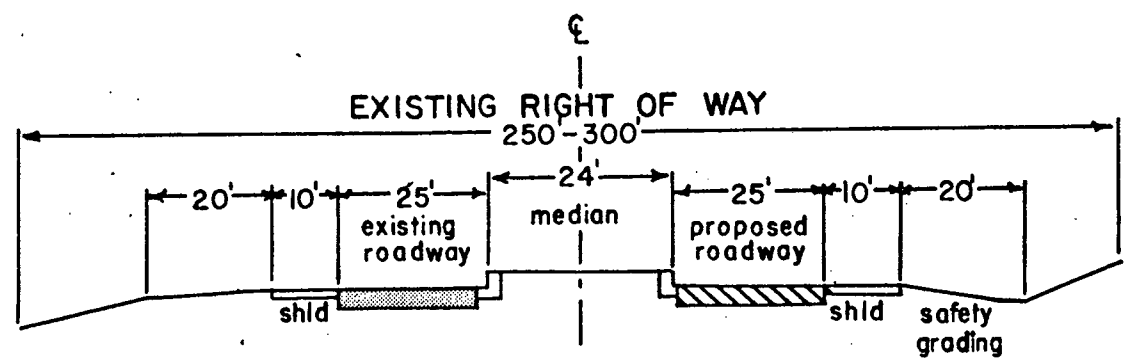 ℄
EXISTING RIGHT OF WAY
250'-300'
20' 10' 25' 24' 25' 10' 20'
existing roadway
median
proposed roadway
shld
shld
safety grading